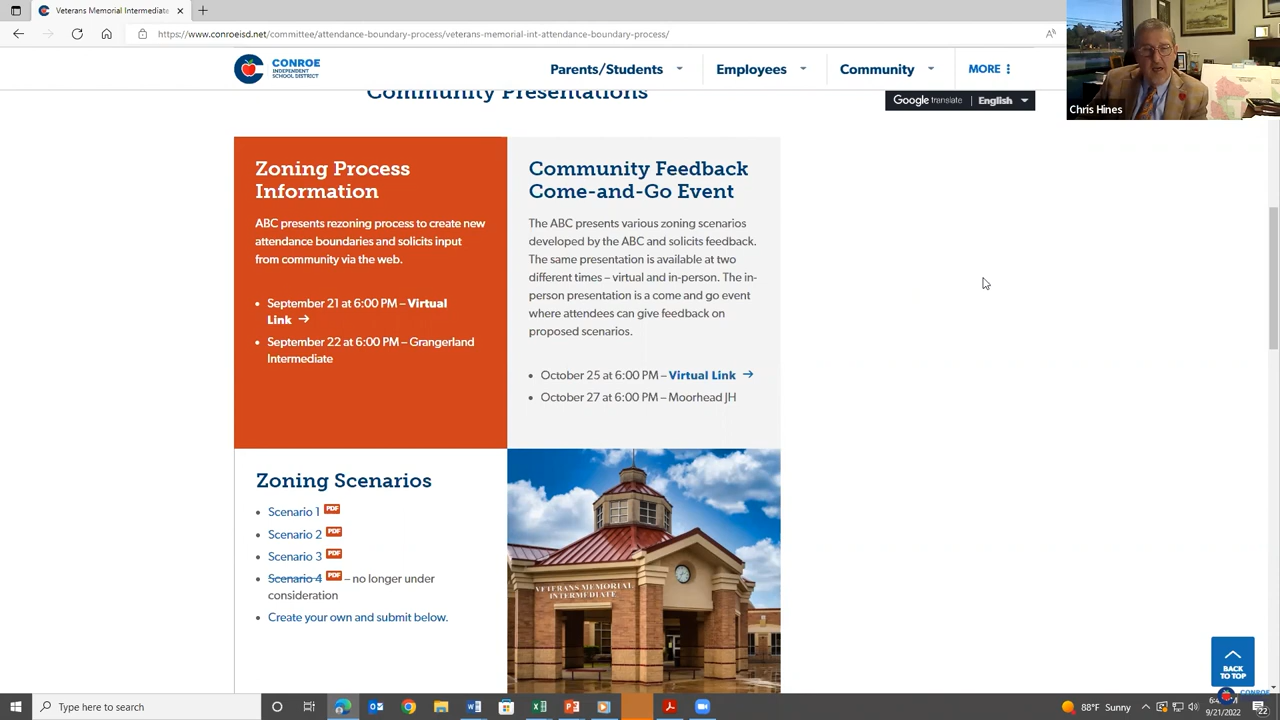 Veterans Memorial Intermediate
https://www.conroeisd.net/committee/attendance-boundary-process/veterans-memorial-int-attendance-boundary-process/
CONROE
INDEPENDENT
SCHOOL DISTRICT
Parents/Students
Employees
Community
MORE
Chris Hines
Community Presentations
Google translate | English
Zoning Process
Information
ABC presents rezoning process to create new
attendance boundaries and solicits input
from community via the web.
• September 21 at 6:00 PM – Virtual
Link →
• September 22 at 6:00 PM – Grangerland
Intermediate
Community Feedback
Come-and-Go Event
The ABC presents various zoning scenarios
developed by the ABC and solicits feedback.
The same presentation is available at two
different times – virtual and in-person. The in-
person presentation is a come and go event
where attendees can give feedback on
proposed scenarios.
• October 25 at 6:00 PM – Virtual Link →
• October 27 at 6:00 PM – Moorhead JH
Zoning Scenarios
• Scenario 1 PDF
• Scenario 2 PDF
• Scenario 3 PDF
• Scenario 4 PDF – no longer under
consideration
• Create your own and submit below.
VETERANS MEMORIAL
INTERMEDIATE
BACK
TO TOP
CONROE
Type here to search
88°F Sunny
9/21/2022
22